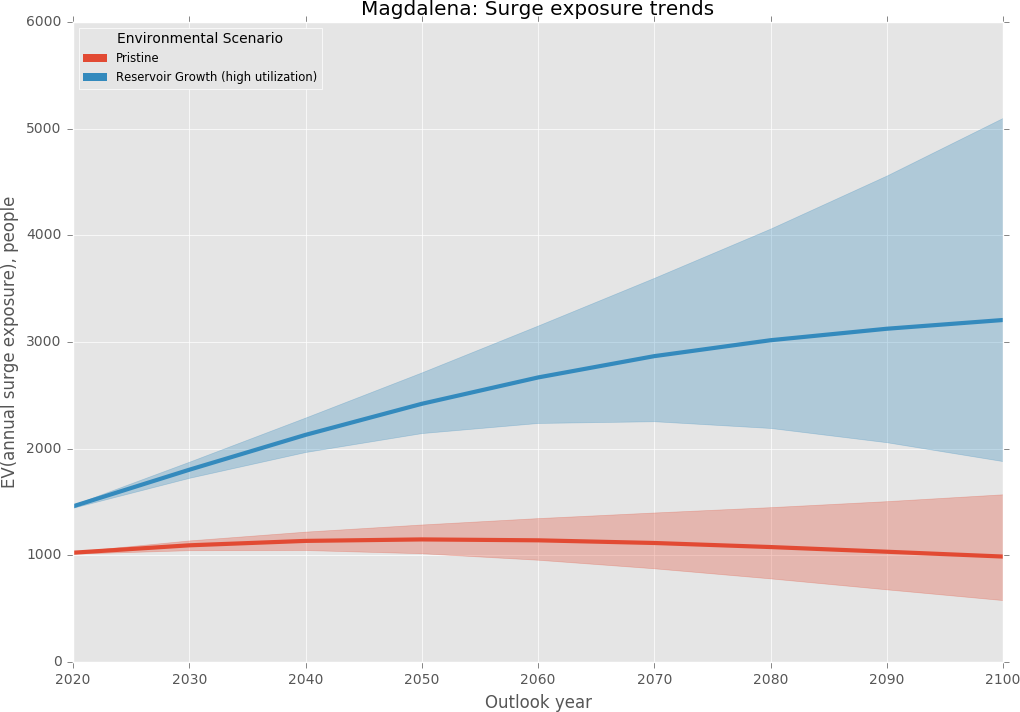 Magdalena: Surge exposure trends
6000
5000
4000
3000
2000
1000
0
EV(annual surge exposure), people
Environmental Scenario
Pristine
Reservoir Growth (high utilization)
2020 2030 2040 2050 2060 2070 2080 2090 2100
Outlook year